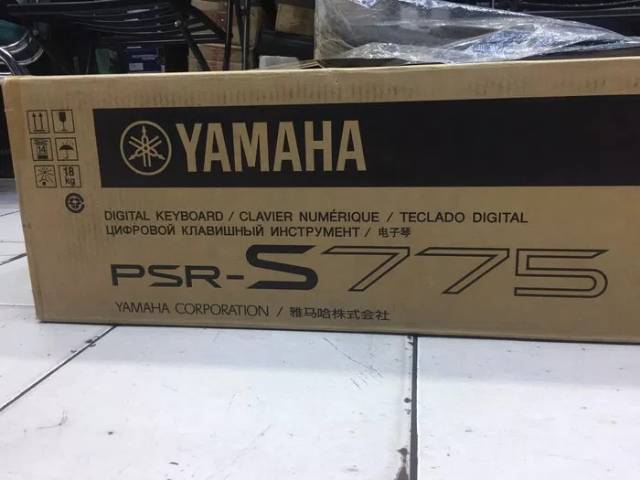 YAMAHA
14
18
kg
DIGITAL KEYBOARD / CLAVIER NUMÉRIQUE / TECLADO DIGITAL
ЦИФРОВОЙ КЛАВИШНЫЙ ИНСТРУМЕНТ / 电子琴
PSR-S775
YAMAHA CORPORATION / 雅马哈株式会社